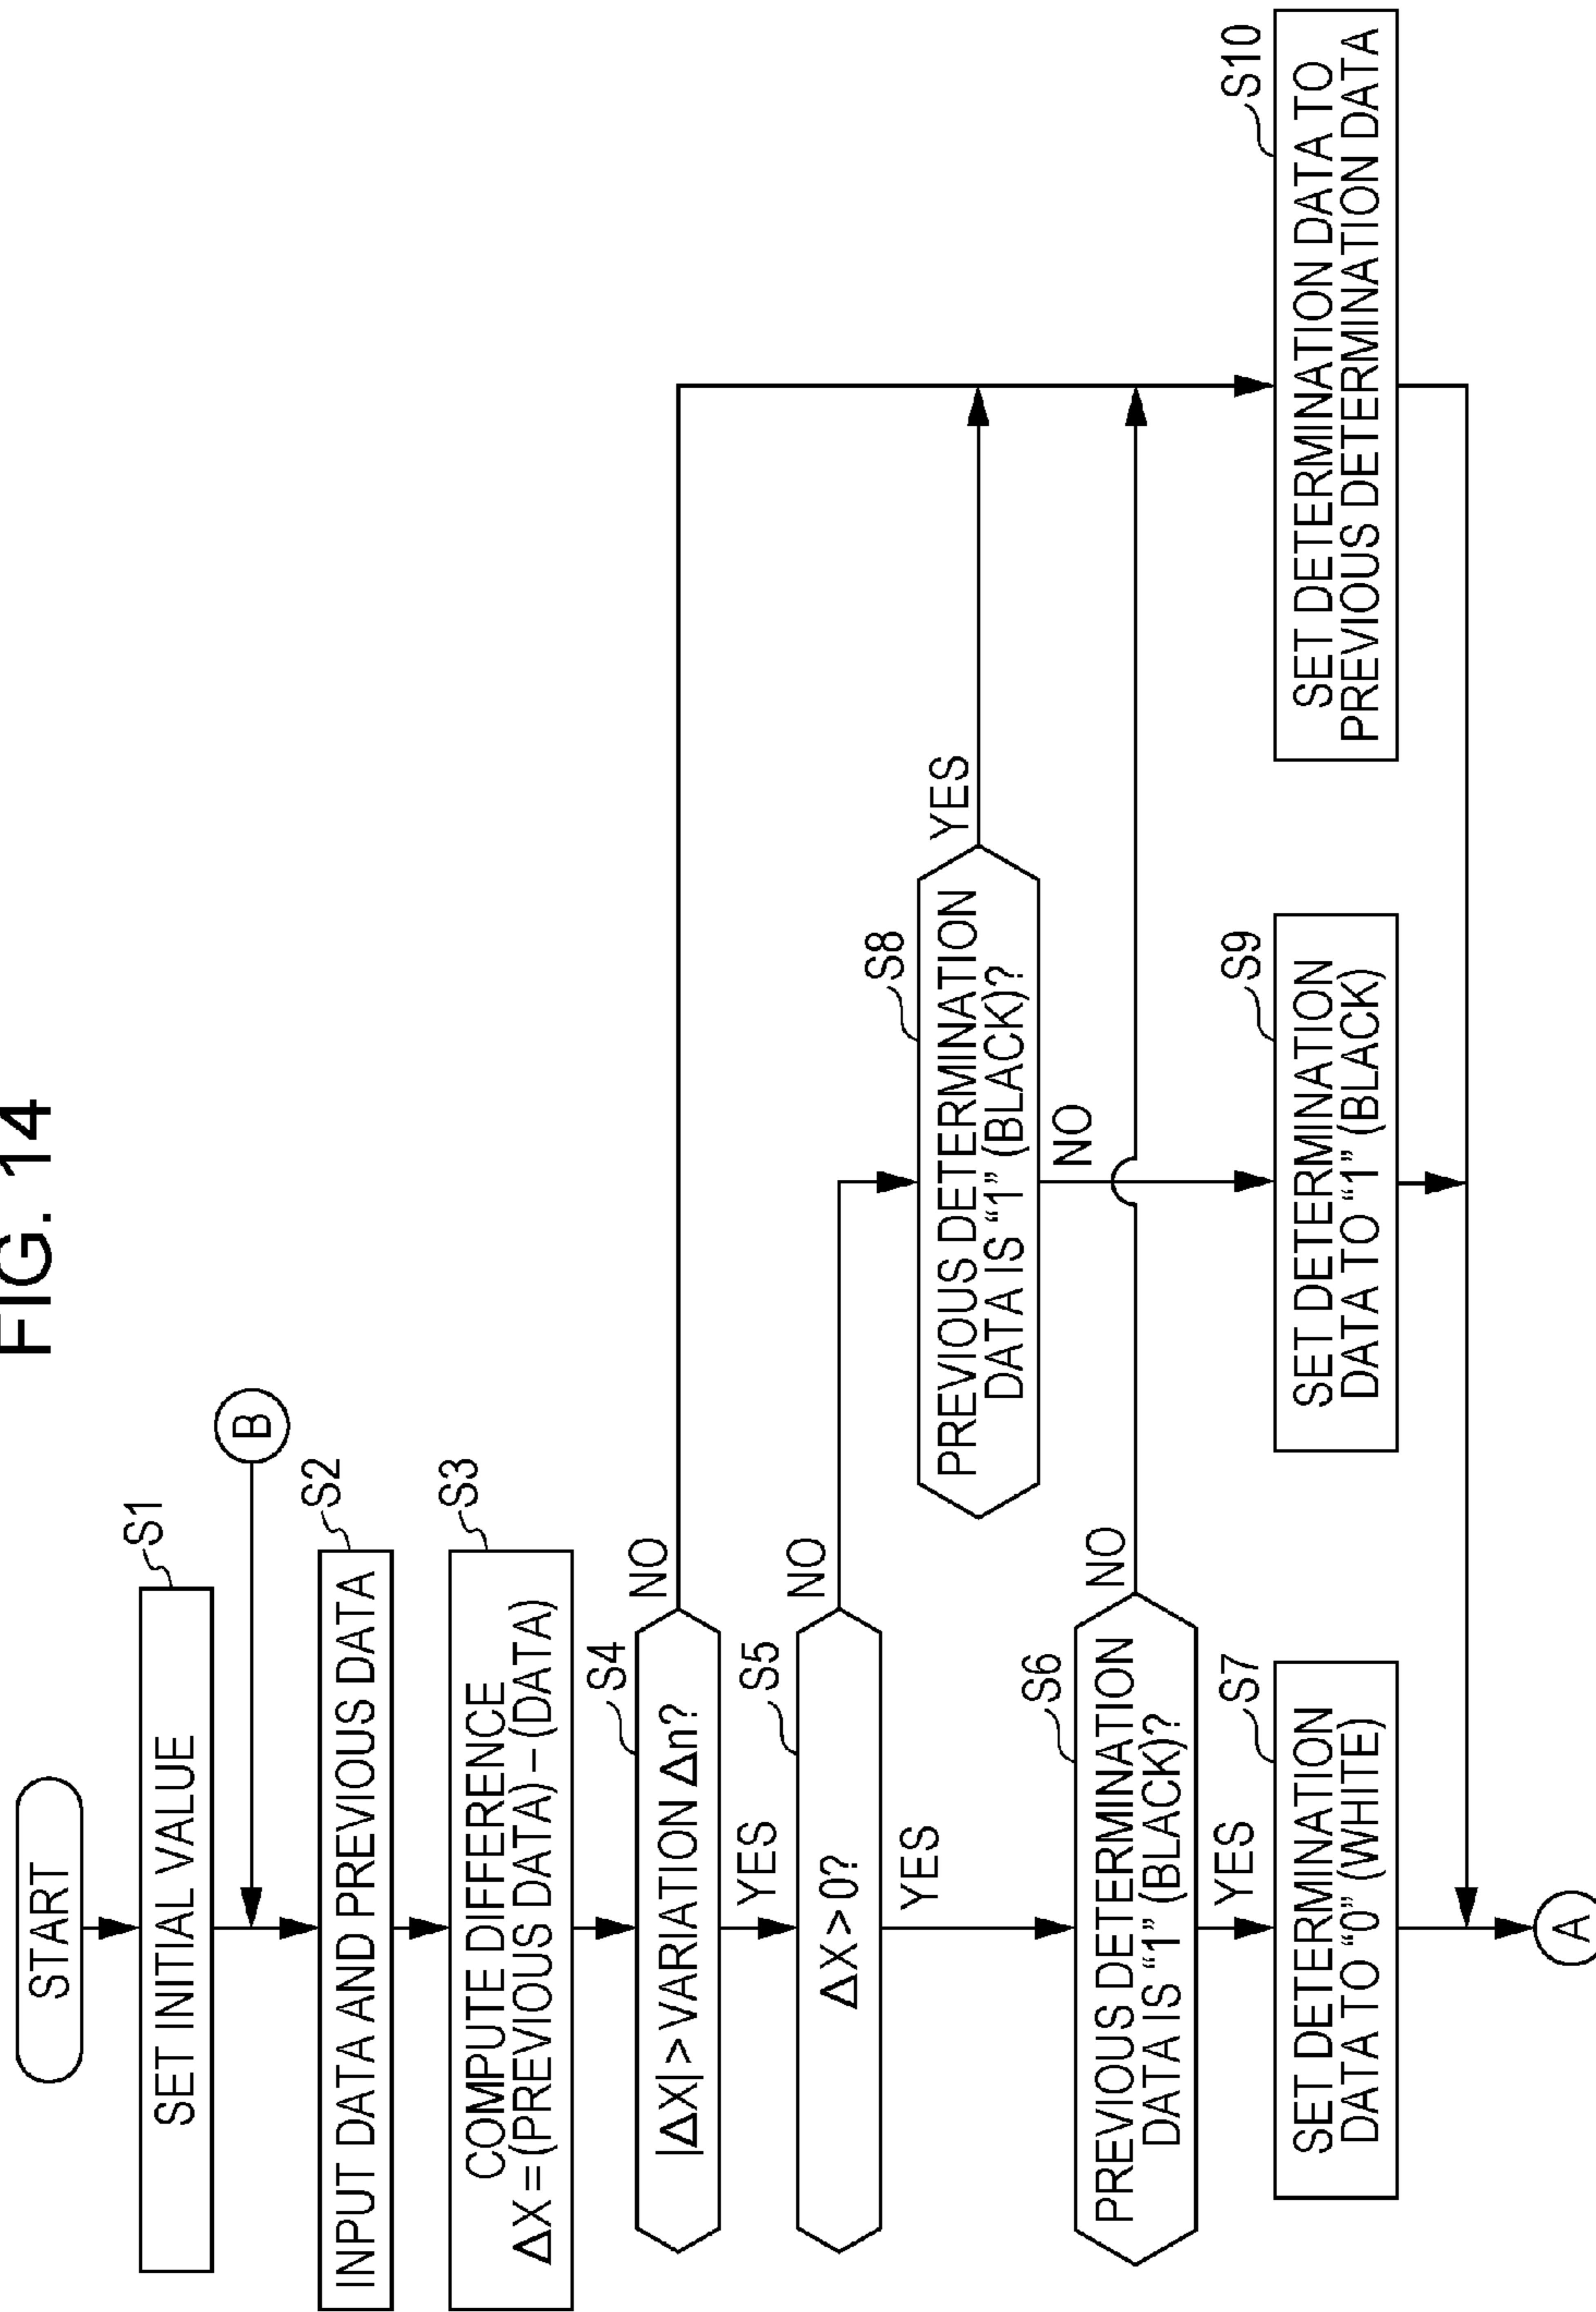 FIG. 14
START
SET INITIAL VALUE
S1
B
INPUT DATA AND PREVIOUS DATA
S2
COMPUTE DIFFERENCE
ΔX = (PREVIOUS DATA) – (DATA)
S3
|ΔX| > VARIATION Δn?
S4
NO
YES
ΔX > 0?
S5
NO
YES
PREVIOUS DETERMINATION
DATA IS “1” (BLACK)?
S8
YES
NO
PREVIOUS DETERMINATION
DATA IS “1” (BLACK)?
S6
NO
YES
SET DETERMINATION
DATA TO “0” (WHITE)
S7
SET DETERMINATION
DATA TO “1” (BLACK)
S9
SET DETERMINATION DATA TO
PREVIOUS DETERMINATION DATA
S10
A